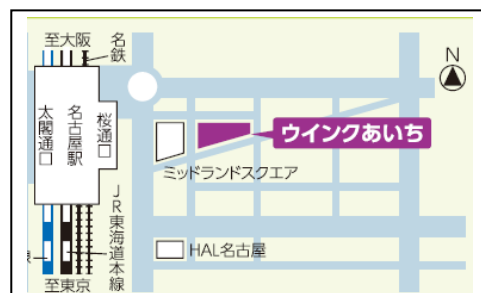 至大阪
名鉄
N
太閤通口
名古屋駅
桜通口
ウインクあいち
ミッドランドスクエア
JR東海道本線
HAL名古屋
至東京